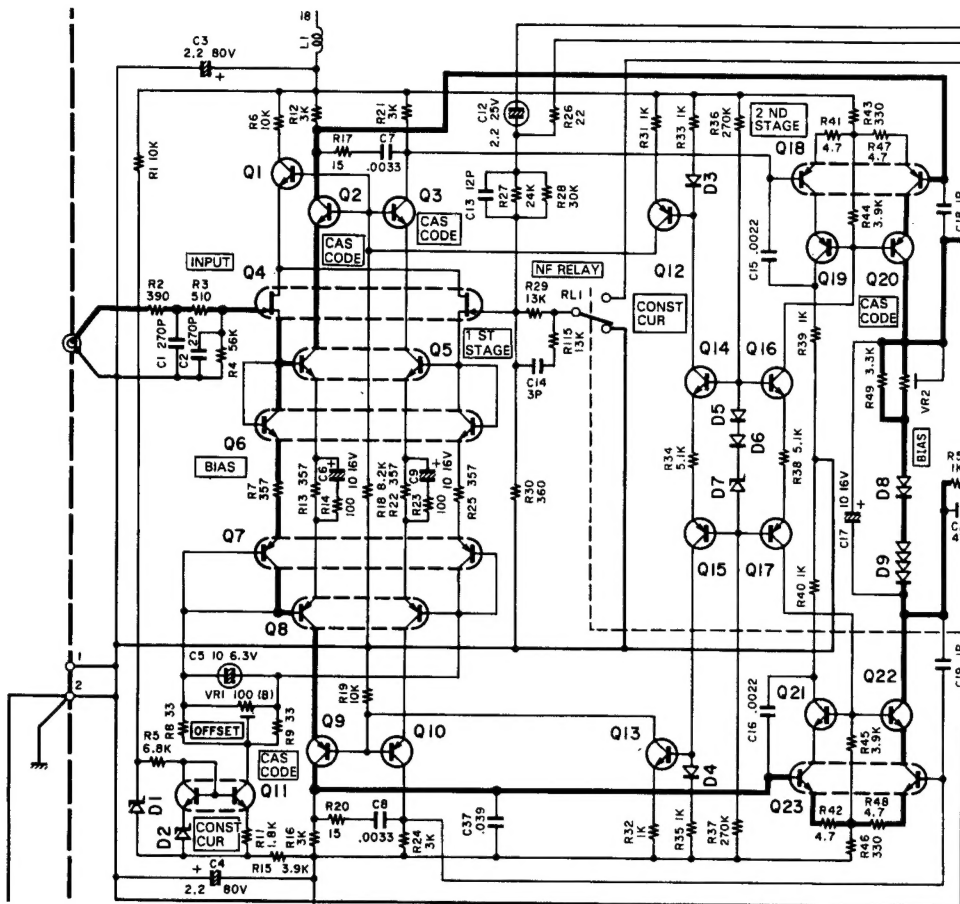 18
L1
C3
2.2 80V
+
R6
10K
R12
3K
R21
3K
R17
15
C7
.0033
C12
2.2 25V
R26
22
R31 1K
R33 1K
R36
270K
2 ND
STAGE
R41
4.7
R43
330
R47
4.7
Q18
R1 10K
Q1
Q2
Q3
CAS
CODE
CAS
CODE
C13 12P
R27
24K
R28
30K
D3
Q12
C15 .0022
R44
3.9K
Q19
Q20
CAS
CODE
C18 1P
INPUT
R2
390
R3
510
C1 270P
C2 270P
R4 56K
Q4
Q5
1 ST
STAGE
R29
13K
R115
13K
C14
3P
NF RELAY
RL1
CONST
CUR
Q14
Q16
R39 1K
R49 3.3K
VR2
Q6
BIAS
R7
357
R13 357
R14
100
C6
10 16V
+
R18 8.2K
R22 357
R23
100
C9
10 16V
+
R25 357
R30
360
D5
D6
D7
R34
5.1K
R38 5.1K
BIAS
D8
D9
C17
10 16V
+
Q7
Q8
Q15
Q17
R40 1K
1
2
C5 10 6.3V
VR1 100 (B)
OFFSET
R8 33
R9 33
R5
6.8K
R19
10K
Q9
Q10
CAS
CODE
Q13
C16 .0022
Q21
Q22
C19 1P
R45
3.9K
D1
D2
Q11
CONST
CUR
R11
1.8K
R16
3K
R15 3.9K
R20
15
C8
.0033
R24
3K
C37
.039
R32
1K
D4
R35 1K
R37
270K
Q23
R42
4.7
R48
4.7
R46
330
C4
+
2.2 80V